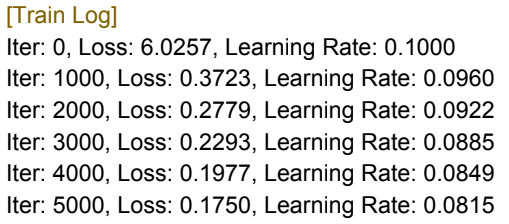 [Train Log]
Iter: 0, Loss: 6.0257, Learning Rate: 0.1000
Iter: 1000, Loss: 0.3723, Learning Rate: 0.0960
Iter: 2000, Loss: 0.2779, Learning Rate: 0.0922
Iter: 3000, Loss: 0.2293, Learning Rate: 0.0885
Iter: 4000, Loss: 0.1977, Learning Rate: 0.0849
Iter: 5000, Loss: 0.1750, Learning Rate: 0.0815